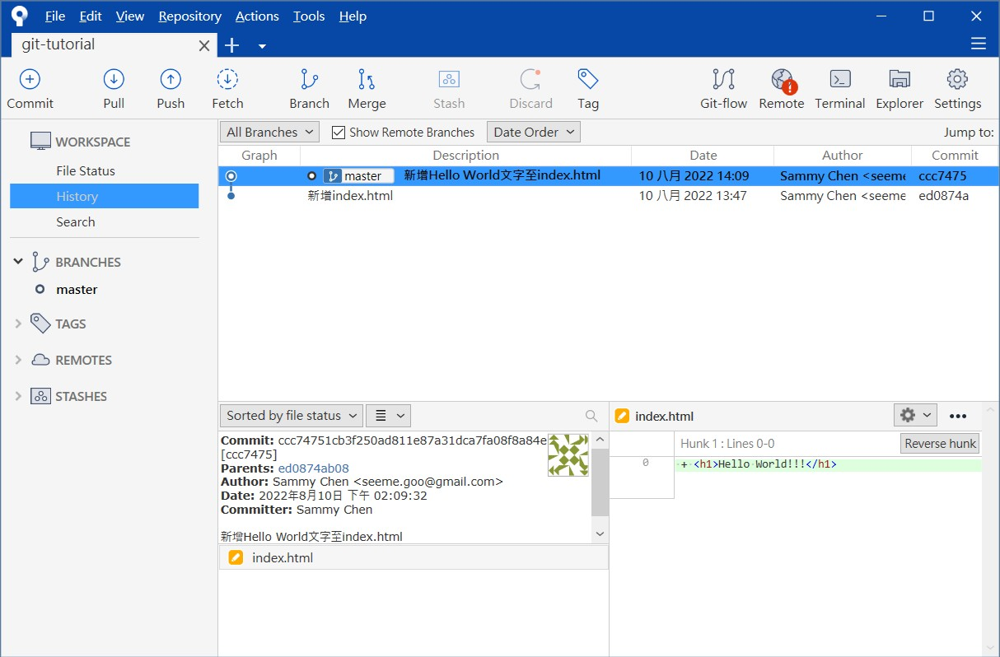 File Edit View Repository Actions Tools Help
git-tutorial
Commit Pull Push Fetch Branch Merge Stash Discard Tag Git-flow Remote Terminal Explorer Settings
WORKSPACE
File Status
History
Search
BRANCHES
master
TAGS
REMOTES
STASHES
All Branches Show Remote Branches Date Order Jump to:
Graph Description Date Author Commit
master 新增Hello World文字至index.html 10 八月 2022 14:09 Sammy Chen <seeme ccc7475
新增index.html 10 八月 2022 13:47 Sammy Chen <seeme ed0874a
Sorted by file status
Commit: ccc74751cb3f250ad811e87a31dca7fa08f8a84e
[ccc7475]
Parents: ed0874ab08
Author: Sammy Chen <seeme.goo@gmail.com>
Date: 2022年8月10日 下午 02:09:32
Committer: Sammy Chen
新增Hello World文字至index.html
index.html
index.html
Hunk 1 : Lines 0-0 Reverse hunk
0 + <h1>Hello World!!!</h1>